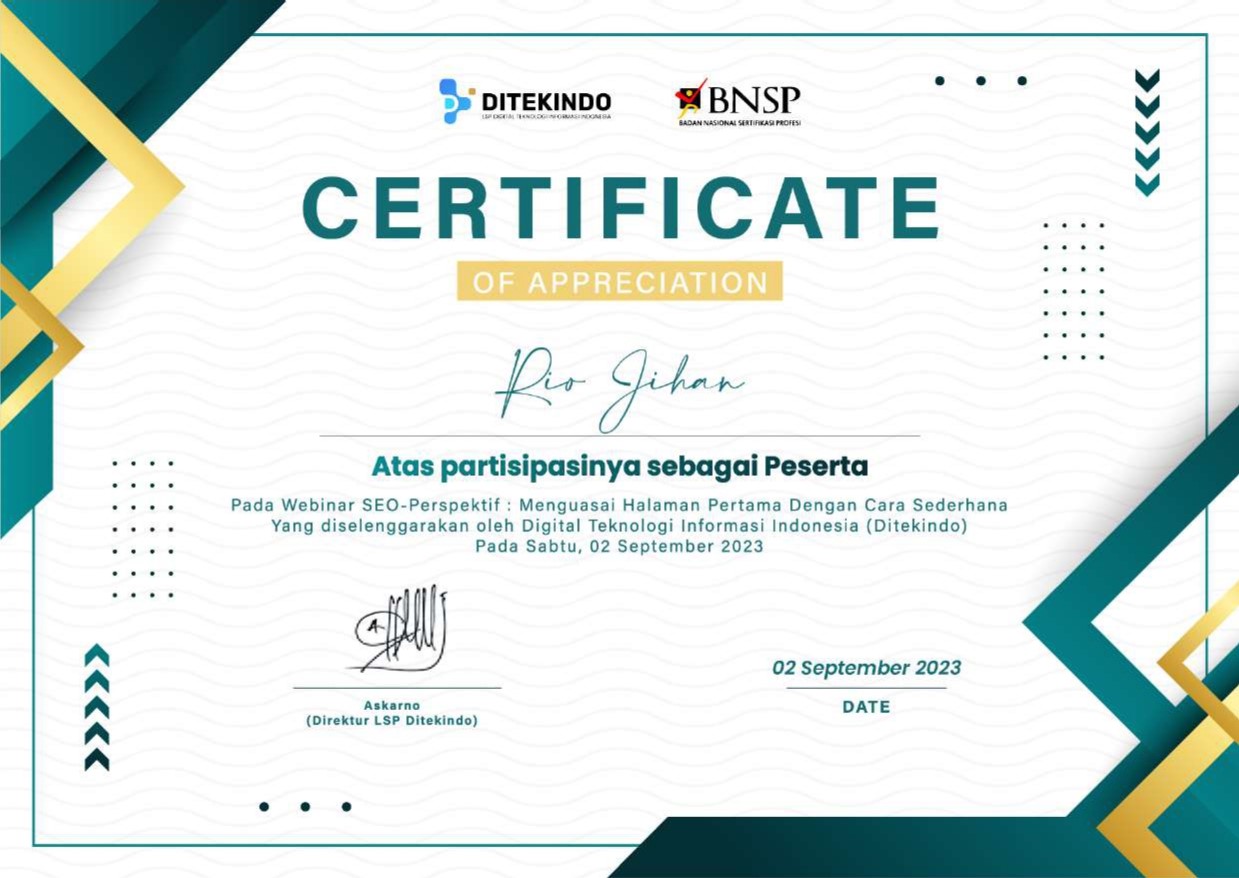 DITEKINDO
LSP DIGITAL TEKNOLOGI INFORMASI INDONESIA
BNSP
BADAN NASIONAL SERTIFIKASI PROFESI
CERTIFICATE
OF APPRECIATION
Rio Jihan
Atas partisipasinya sebagai Peserta
Pada Webinar SEO-Perspektif : Menguasai Halaman Pertama Dengan Cara Sederhana
Yang diselenggarakan oleh Digital Teknologi Informasi Indonesia (Ditekindo)
Pada Sabtu, 02 September 2023
02 September 2023
DATE
Askarno
(Direktur LSP Ditekindo)